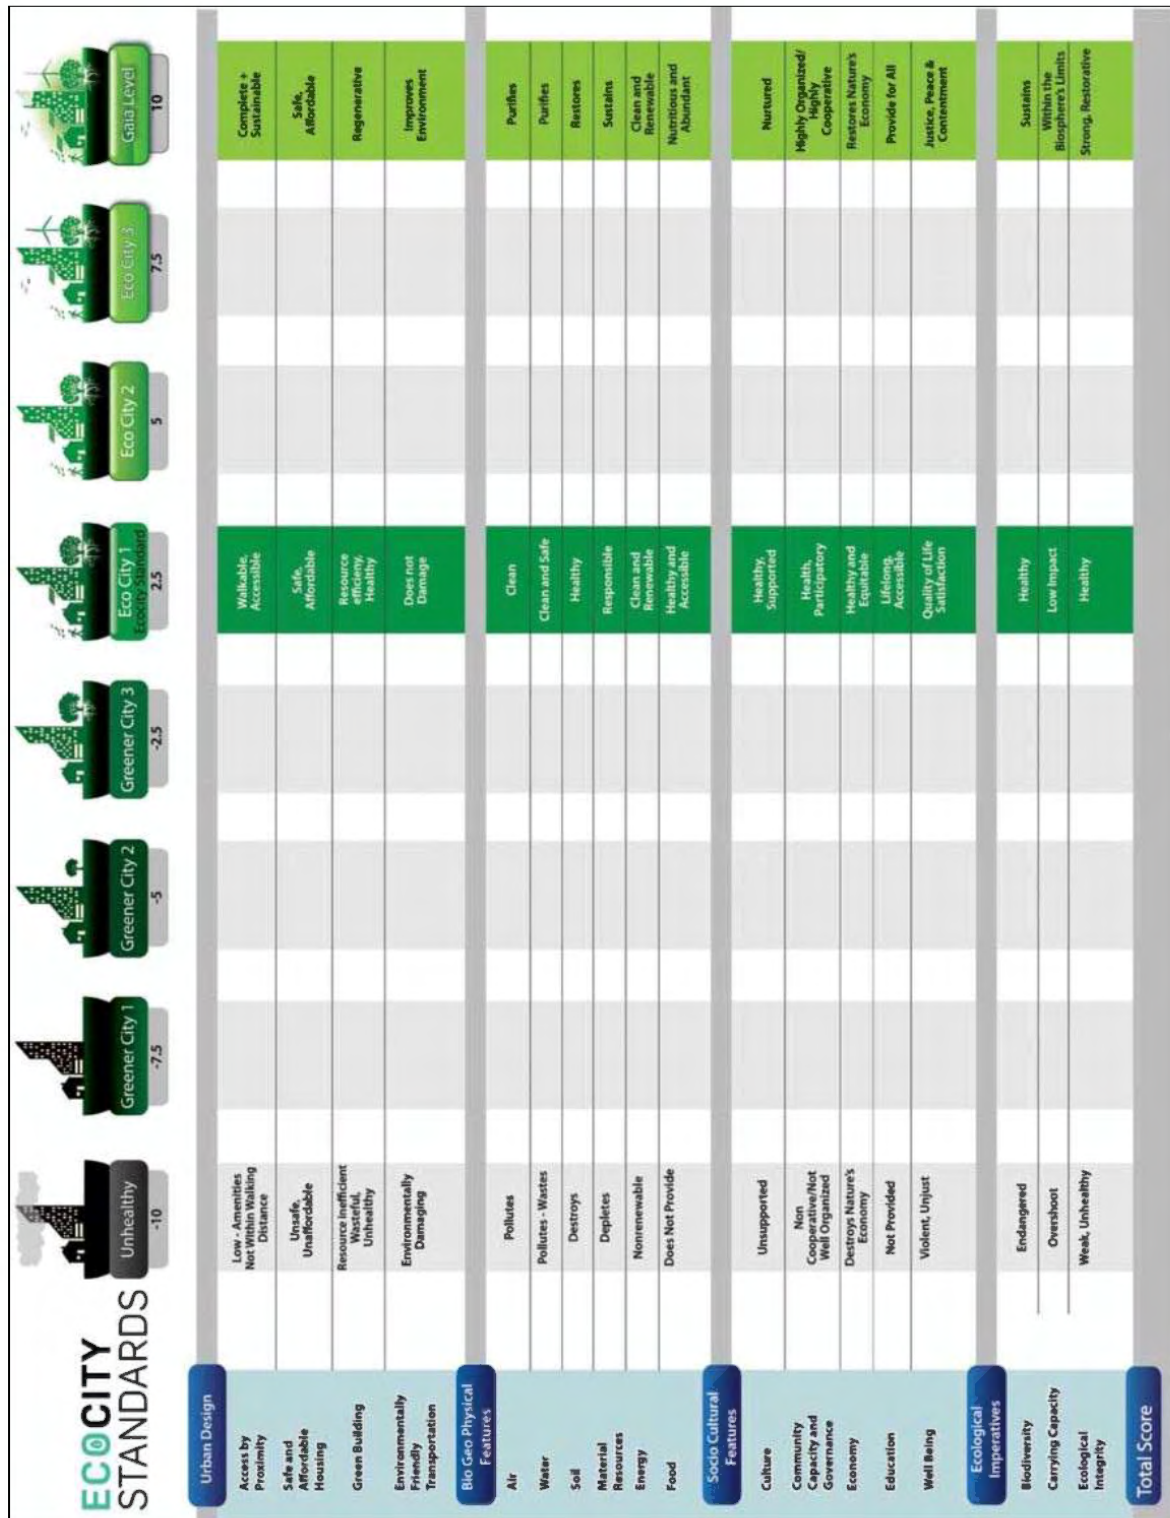 ECOCITY
STANDARDS
Unhealthy
-10
Greener City 1
-7.5
Greener City 2
-5
Greener City 3
-2.5
Eco City 1
Ecocity Standard
2.5
Eco City 2
5
Eco City 3
7.5
Gaia Level
10
Urban Design
Access by
Proximity
Low - Amenities
Not Within Walking
Distance
Walkable,
Accessible
Complete +
Sustainable
Safe and
Affordable
Housing
Unsafe,
Unaffordable
Safe,
Affordable
Safe,
Affordable
Green Building
Resource Inefficient
Wasteful,
Unhealthy
Resource
efficieny,
Healthy
Regenerative
Environmentally
Friendly
Transportation
Environmentally
Damaging
Does not
Damage
Improves
Environment
Bio Geo Physical
Features
Air
Pollutes
Clean
Purifies
Water
Pollutes - Wastes
Clean and Safe
Purifies
Soil
Destroys
Healthy
Restores
Material
Resources
Depletes
Responsible
Sustains
Energy
Nonrenewable
Clean and
Renewable
Clean and
Renewable
Food
Does Not Provide
Healthy and
Accessible
Nutritious and
Abundant
Socio Cultural
Features
Culture
Unsupported
Healthy,
Supported
Nurtured
Community
Capacity and
Governance
Non
Cooperative/Not
Well Organized
Health,
Participatory
Highly Organized/
Highly
Cooperative
Economy
Destroys Nature's
Economy
Healthy and
Equitable
Restores Nature's
Economy
Education
Not Provided
Lifelong,
Accessible
Provide for All
Well Being
Violent, Unjust
Quality of Life
Satisfaction
Justice, Peace &
Contentment
Ecological
Imperatives
Biodiversity
Endangered
Healthy
Sustains
Carrying Capacity
Overshoot
Low Impact
Within the
Biosphere's Limits
Ecological
Integrity
Weak, Unhealthy
Healthy
Strong, Restorative
Total Score